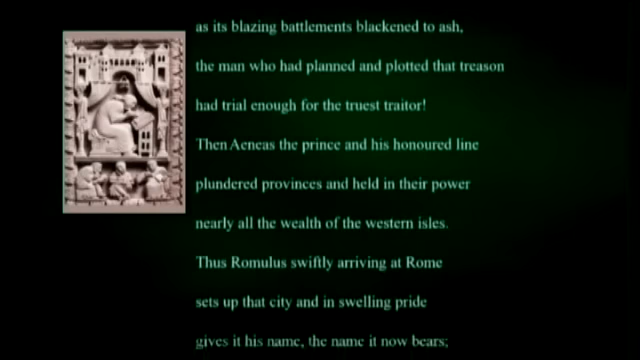 as its blazing battlements blackened to ash,
the man who had planned and plotted that treason
had trial enough for the truest traitor!
Then Aeneas the prince and his honoured line
plundered provinces and held in their power
nearly all the wealth of the western isles.
Thus Romulus swiftly arriving at Rome
sets up that city and in swelling pride
gives it his name, the name it now bears;